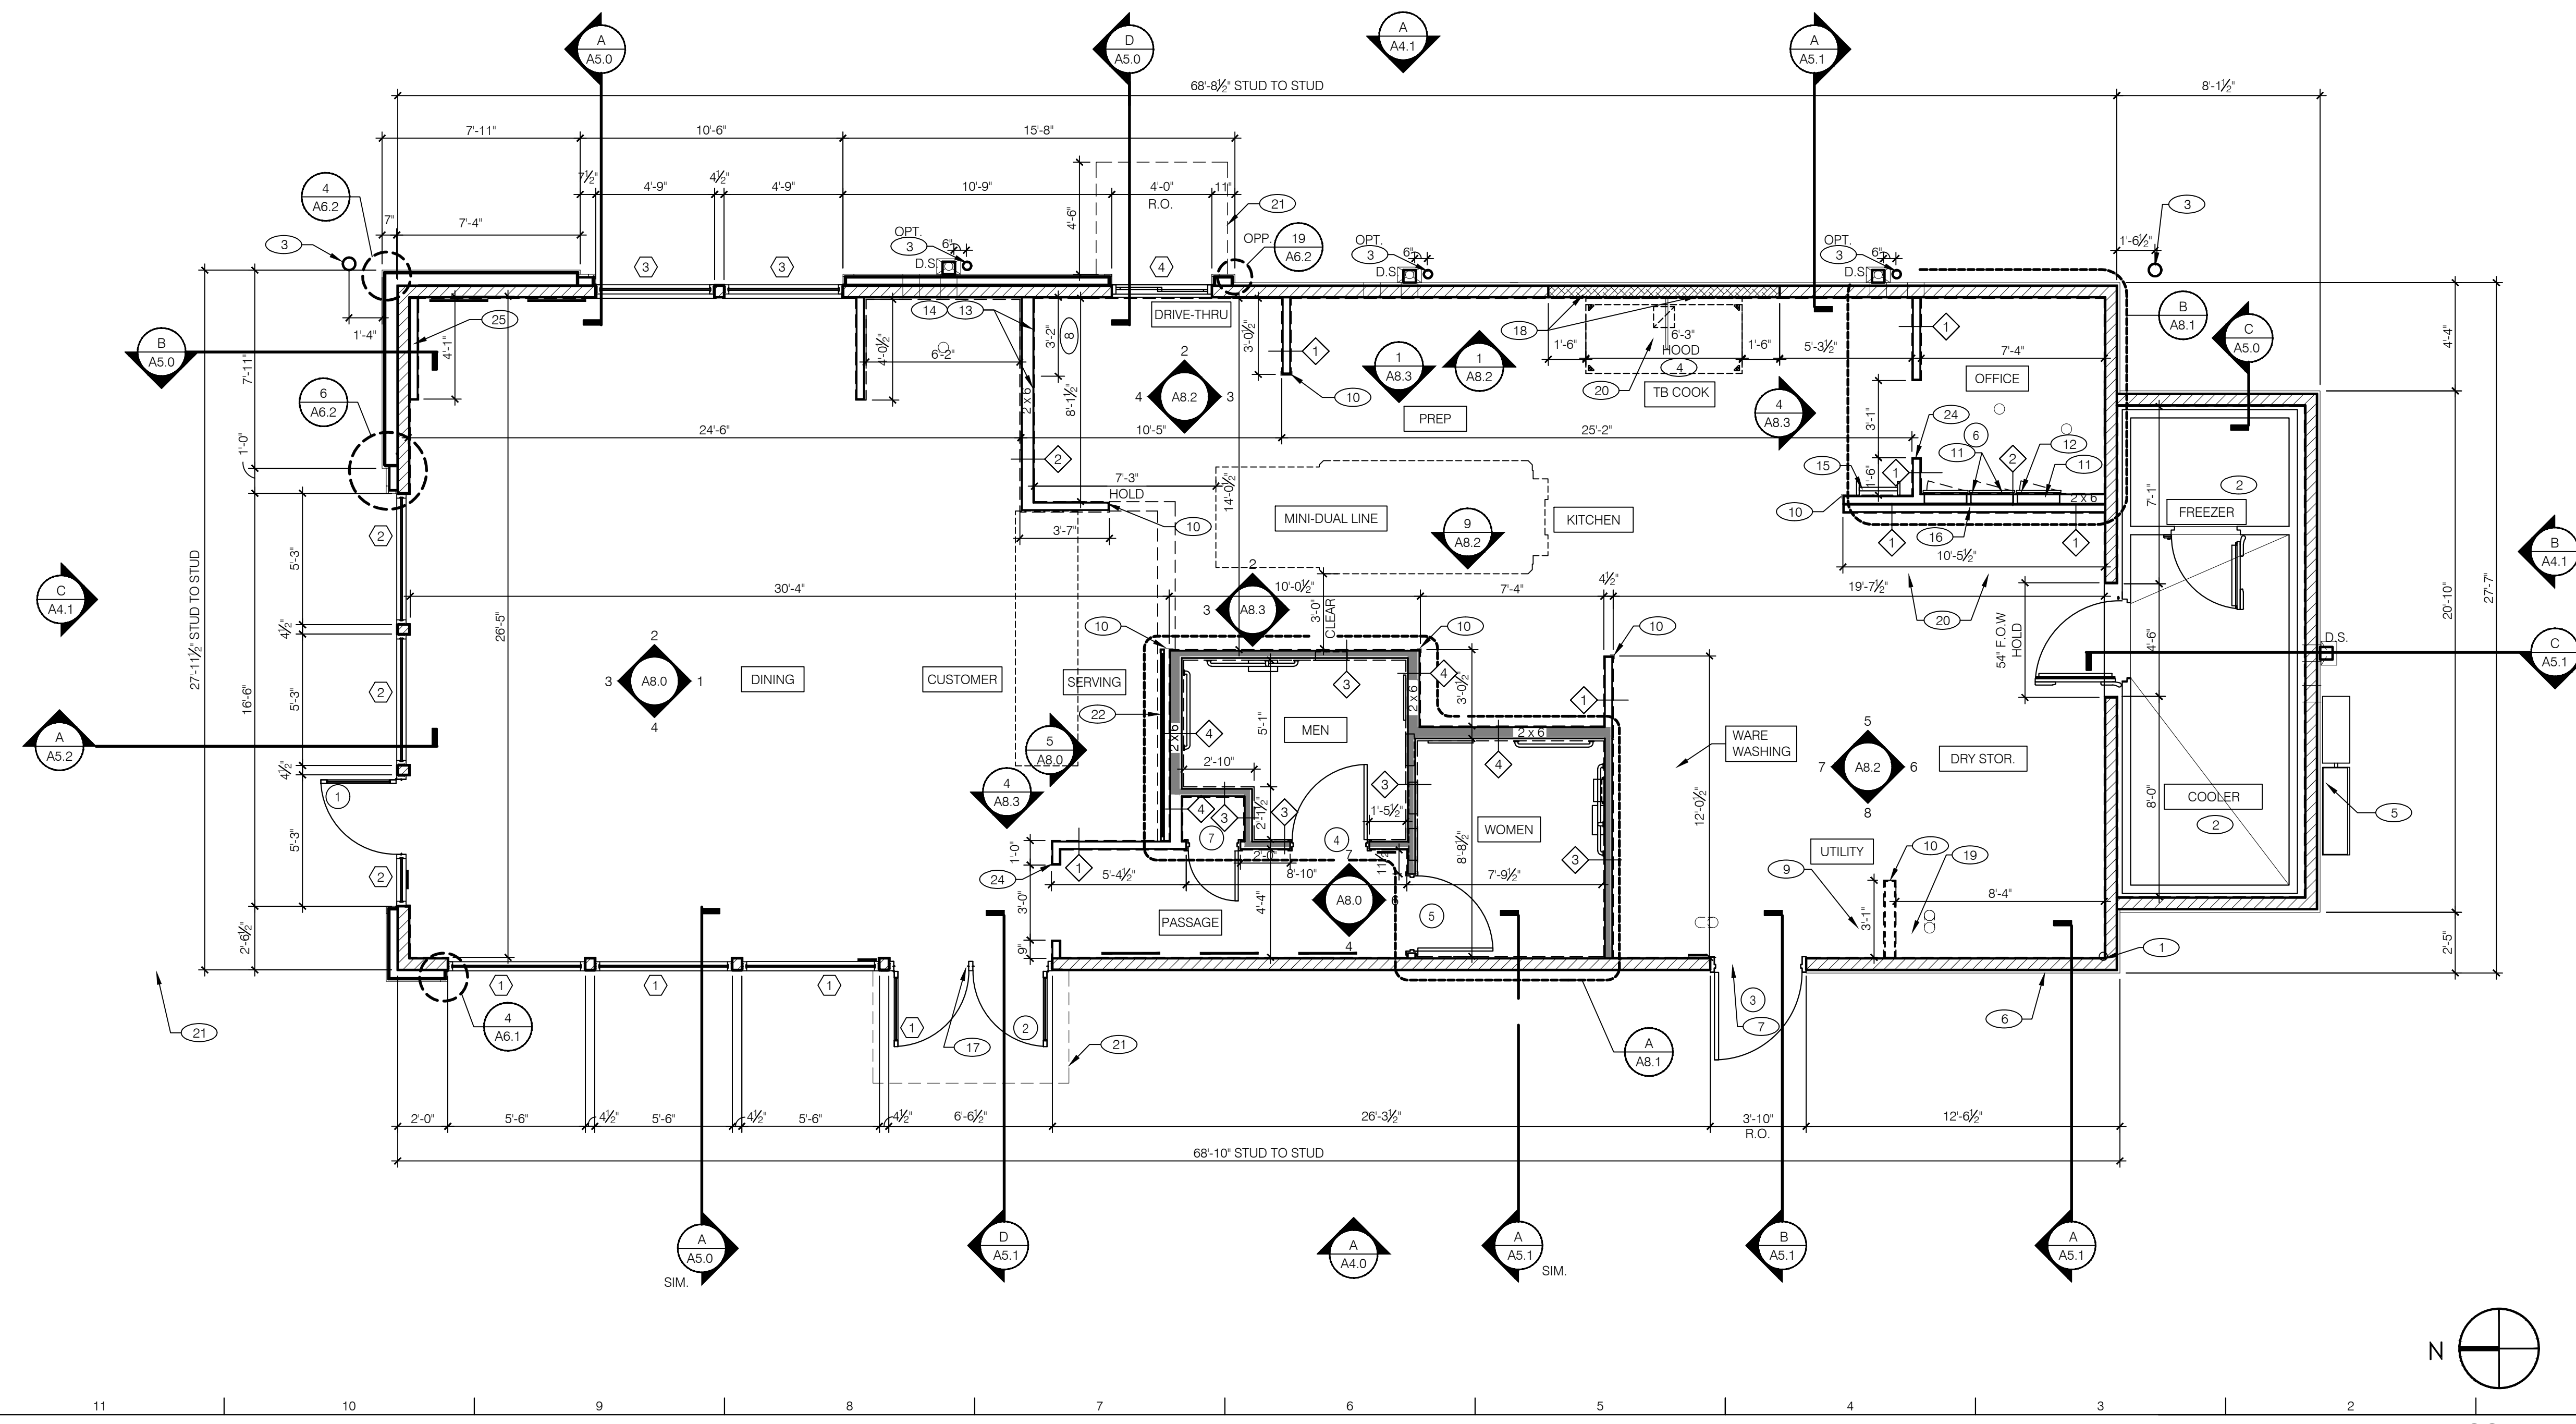 A
A5.0
D
A5.0
A
A4.1
A
A5.1
68'-8½" STUD TO STUD
8'-1½"
7'-11"
10'-6"
15'-8"
7½"
4'-9"
4½"
4'-9"
10'-9"
4'-0"
R.O.
11"
4
A6.2
7"
7'-4"
3
4'-6"
21
OPP.
19
A6.2
OPT.
3
6"
D.S.
OPT.
3
6"
D.S.
OPT.
3
6"
D.S.
3
1'-6½"
3
3
4
14
13
DRIVE-THRU
B
A8.1
C
A5.0
B
A5.0
1'-4"
25
4'-1"
7'-11"
4'-0½"
6'-2"
3'-2"
8
2
4
A8.2
3
3'-0½"
1
10
1
A8.3
1
A8.2
18
1'-6"
6'-3"
HOOD
4
1'-6"
20
TB COOK
5'-3½"
1
7'-4"
OFFICE
4'-4"
6
A6.2
2 x 6
8'-1½"
PREP
4
A8.3
3'-1"
24
6
12
11
2
11
1'-0"
24'-6"
10'-5"
25'-2"
15
1
1'-6"
2 x 6
2
7'-3"
HOLD
14'-0½"
10
3'-7"
MINI-DUAL LINE
9
A8.2
KITCHEN
10
16
1
1
10'-5½"
7'-1"
2
FREEZER
27'-11½" STUD TO STUD
2
5'-3"
C
A4.1
B
A4.1
30'-4"
2
10'-0½"
3
A8.3
3'-0"
CLEAR
7'-4"
4½"
19'-7½"
20
54" F.O.W.
HOLD
4'-6"
20'-10"
27'-7"
4½"
26'-5"
10
10
10
D.S.
C
A5.1
2
3
A8.0
1
4
DINING
CUSTOMER
SERVING
22
16'-6"
2
5'-3"
3
4
2 x 6
3'-0½"
1
MEN
5'-1"
2 x 6
4
2 x 6
4
WARE
WASHING
5
7
A8.2
6
8
DRY STOR.
A
A5.2
5
A8.0
4
A8.3
4½"
1
2'-10"
4
3
2'-1½"
3
3
1'-5½"
7
4
WOMEN
12'-0½"
8'-0"
COOLER
2
5
5'-3"
1'-0"
1
2'-0"
7
11¼"
8'-8½"
3
UTILITY
10
19
9
2
24
5'-4½"
8'-10"
7'-9½"
8'-4"
3'-0"
A8.0
6
4
5
2'-6½"
PASSAGE
4'-4"
9"
3'-1"
1
2'-5"
1
1
1
21
4
A6.1
1
17
2
21
3
7
6
A
A8.1
2'-0"
5'-6"
4½"
5'-6"
4½"
5'-6"
4½"
6'-6½"
26'-3½"
3'-10"
R.O.
12'-6½"
68'-10" STUD TO STUD
A
A5.0
SIM.
D
A5.1
A
A4.0
A
A5.1
SIM.
B
A5.1
A
A5.1
N
11
10
9
8
7
6
5
4
3
2